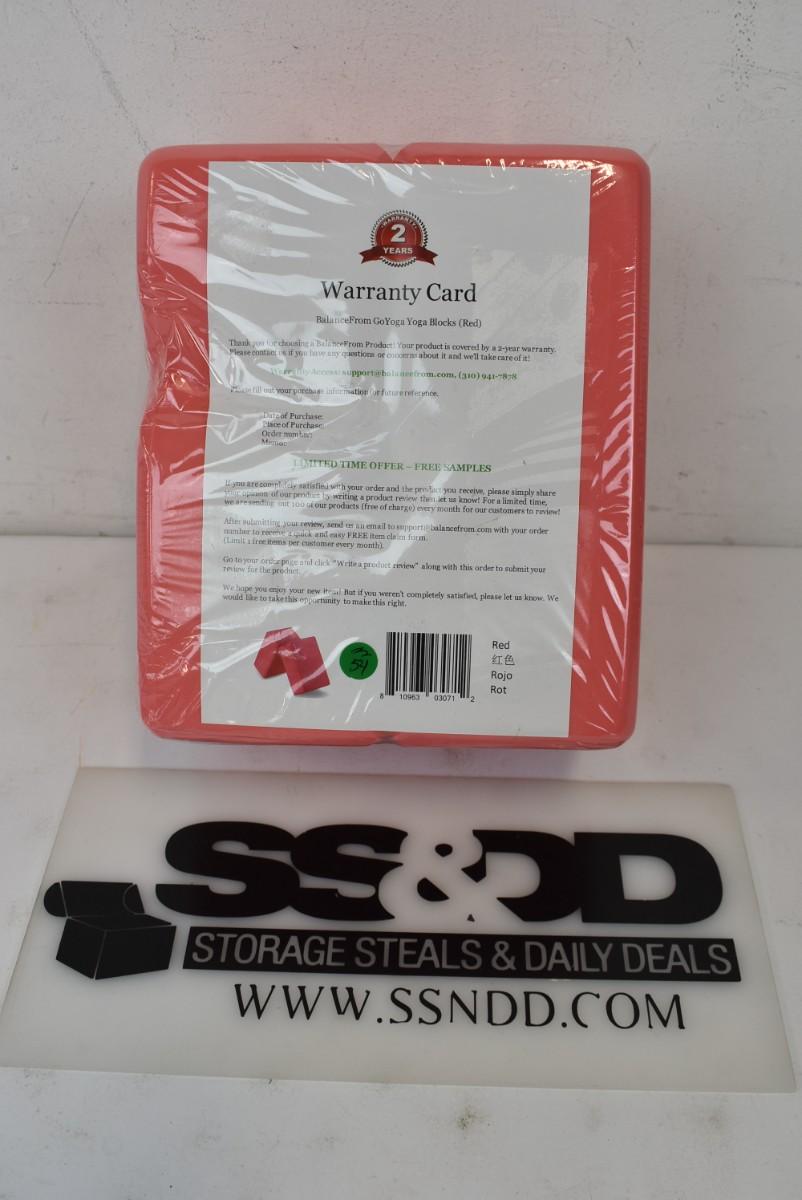 WARRANTY
2
YEARS
Warranty Card
BalanceFrom GoYoga Yoga Blocks (Red)
Thank you for choosing a BalanceFrom Product! Your product is covered by a 2-year warranty.
Please contact us if you have any questions or concerns about it and we'll take care of it!
Warranty Access: support@balancefrom.com, (310) 941-7878
Please fill out your purchase information for future reference.
Date of Purchase:
Place of Purchase:
Order number:
Memo:
LIMITED TIME OFFER – FREE SAMPLES
If you are completely satisfied with your order and the product you receive, please simply share
your opinion of our product by writing a product review then let us know! For a limited time,
we are sending out 100 of our products (free of charge) every month for our customers to review!
After submitting your review, send us an email to support@balancefrom.com with your order
number to receive a quick and easy FREE item claim form.
(Limit 1 free items per customer every month).
Go to your order page and click "Write a product review" along with this order to submit your
review for the product.
We hope you enjoy your new item! But if you weren't completely satisfied, please let us know. We
would like to take this opportunity to make this right.
Red
红色
Rojo
Rot
54
8 10963 03071 2
SS&DD
STORAGE STEALS & DAILY DEALS
WWW.SSNDD.COM